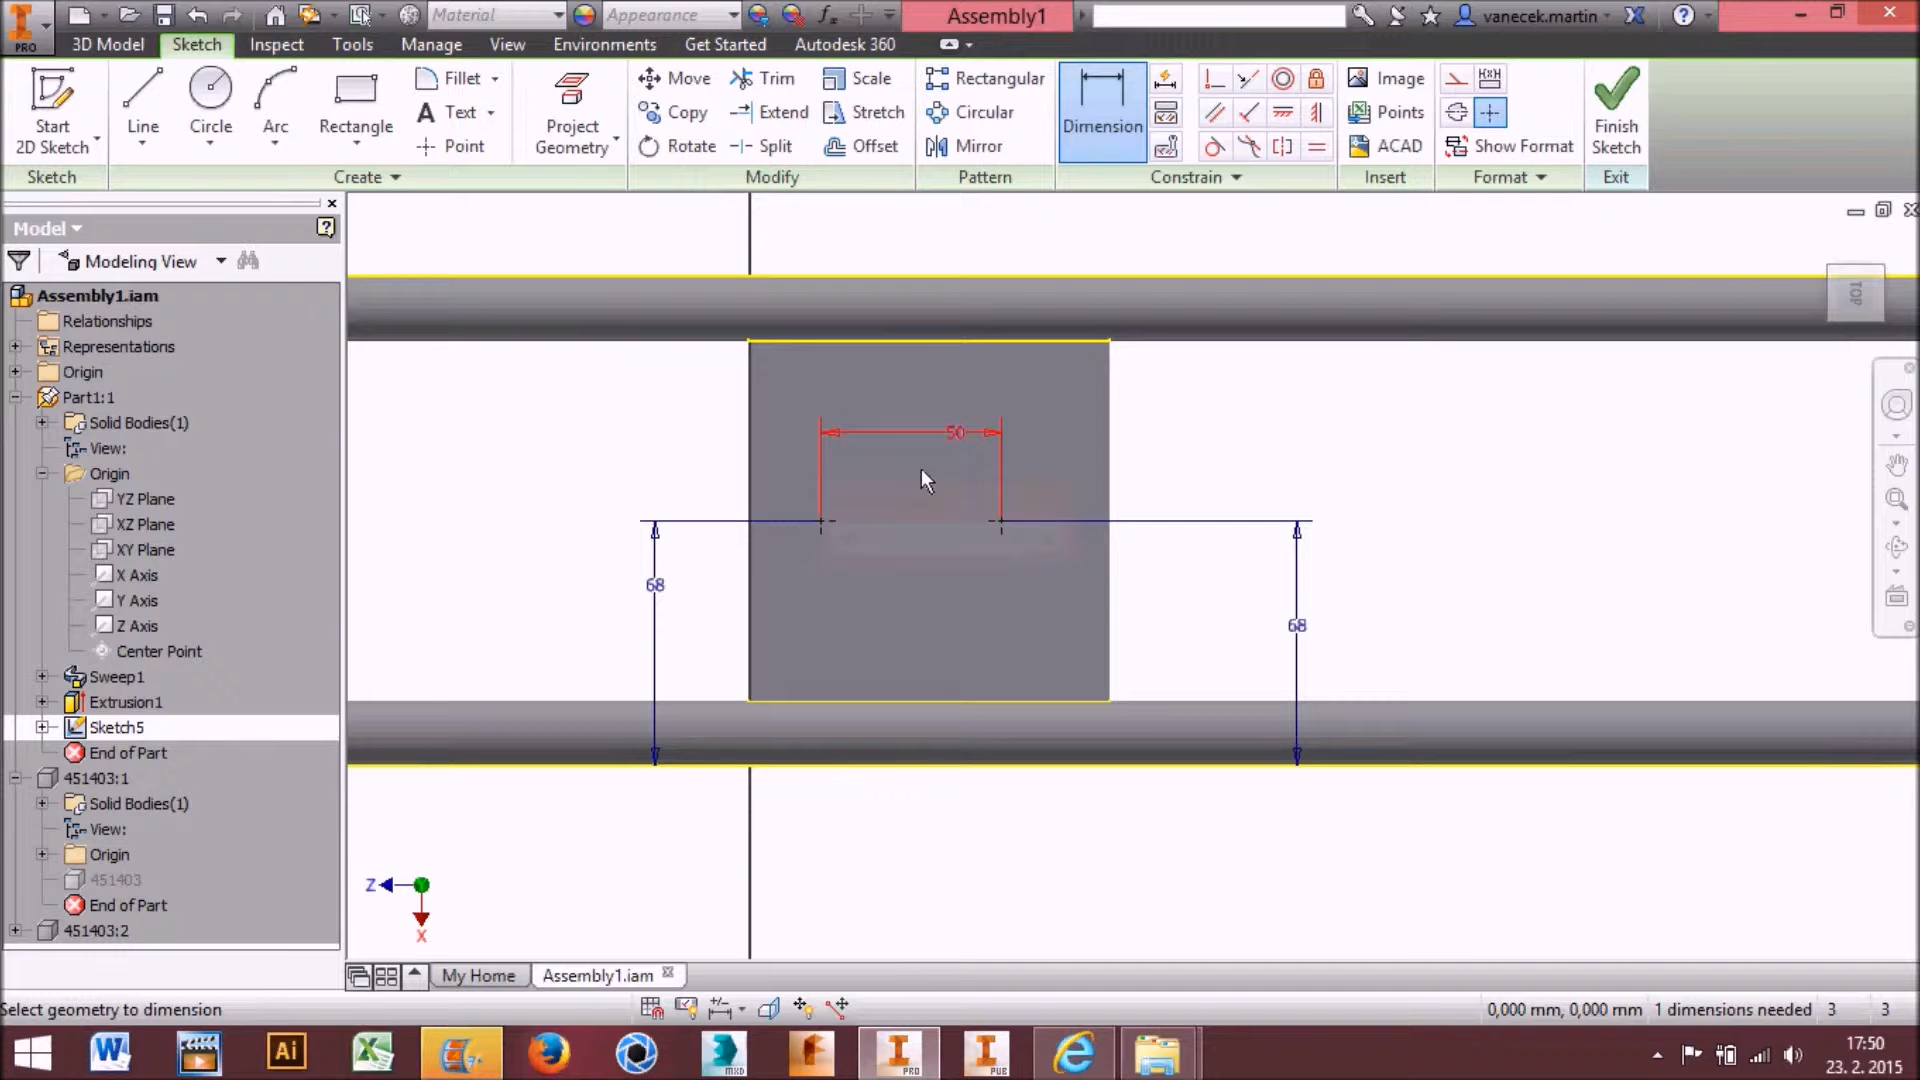 PRO
Material
Appearance
Assembly1
vanecek.martin
3D Model
Sketch
Inspect
Tools
Manage
View
Environments
Get Started
Autodesk 360
Start
2D Sketch
Line
Circle
Arc
Rectangle
Fillet
Text
Point
Project
Geometry
Move
Copy
Rotate
Trim
Extend
Split
Scale
Stretch
Offset
Rectangular
Circular
Mirror
Dimension
Image
Points
ACAD
Show Format
Finish
Sketch
Sketch
Create
Modify
Pattern
Constrain
Insert
Format
Exit
Model
Modeling View
Assembly1.iam
Relationships
Representations
Origin
Part1:1
Solid Bodies(1)
View:
Origin
YZ Plane
XZ Plane
XY Plane
X Axis
Y Axis
Z Axis
Center Point
Sweep1
Extrusion1
Sketch5
End of Part
451403:1
Solid Bodies(1)
View:
Origin
451403
End of Part
451403:2
TOP
50
68
68
Z
X
My Home
Assembly1.iam
Select geometry to dimension
0,000 mm, 0,000 mm
1 dimensions needed
3
3
Ai
MXD
PRO
PUB
17:50
23. 2. 2015